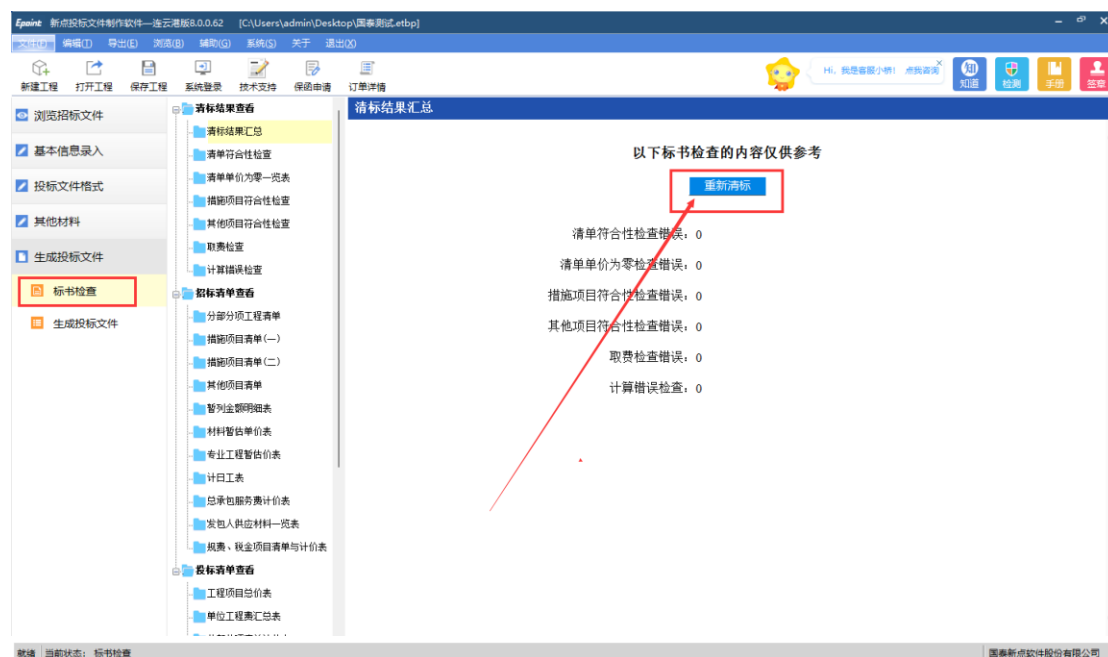 Epoint 新点投标文件制作软件—连云港版8.0.0.62 [C:\Users\admin\Desktop\国泰测试.etbp]
文件(F) 编辑(I) 导出(E) 浏览(B) 辅助(G) 系统(S) 关于 退出(X)
新建工程 打开工程 保存工程 系统登录 技术支持 保函申请 订单详情
Hi，我是客服小桥！ 点我咨询
知 知道 检测 手册 签章
浏览招标文件
基本信息录入
投标文件格式
其他材料
生成投标文件
标书检查
生成投标文件
清标结果查看
清标结果汇总
清单符合性检查
清单单价为零一览表
措施项目符合性检查
其他项目符合性检查
取费检查
计算错误检查
招标清单查看
分部分项工程清单
措施项目清单(一)
措施项目清单(二)
其他项目清单
暂列金额明细表
材料暂估单价表
专业工程暂估价表
计日工表
总承包服务费计价表
发包人供应材料一览表
规费、税金项目清单与计价表
投标清单查看
工程项目总价表
单位工程费汇总表
清标结果汇总
以下标书检查的内容仅供参考
重新清标
清单符合性检查错误：0
清单单价为零检查错误：0
措施项目符合性检查错误：0
其他项目符合性检查错误：0
取费检查错误：0
计算错误检查：0
就绪 当前状态：标书检查
国泰新点软件股份有限公司